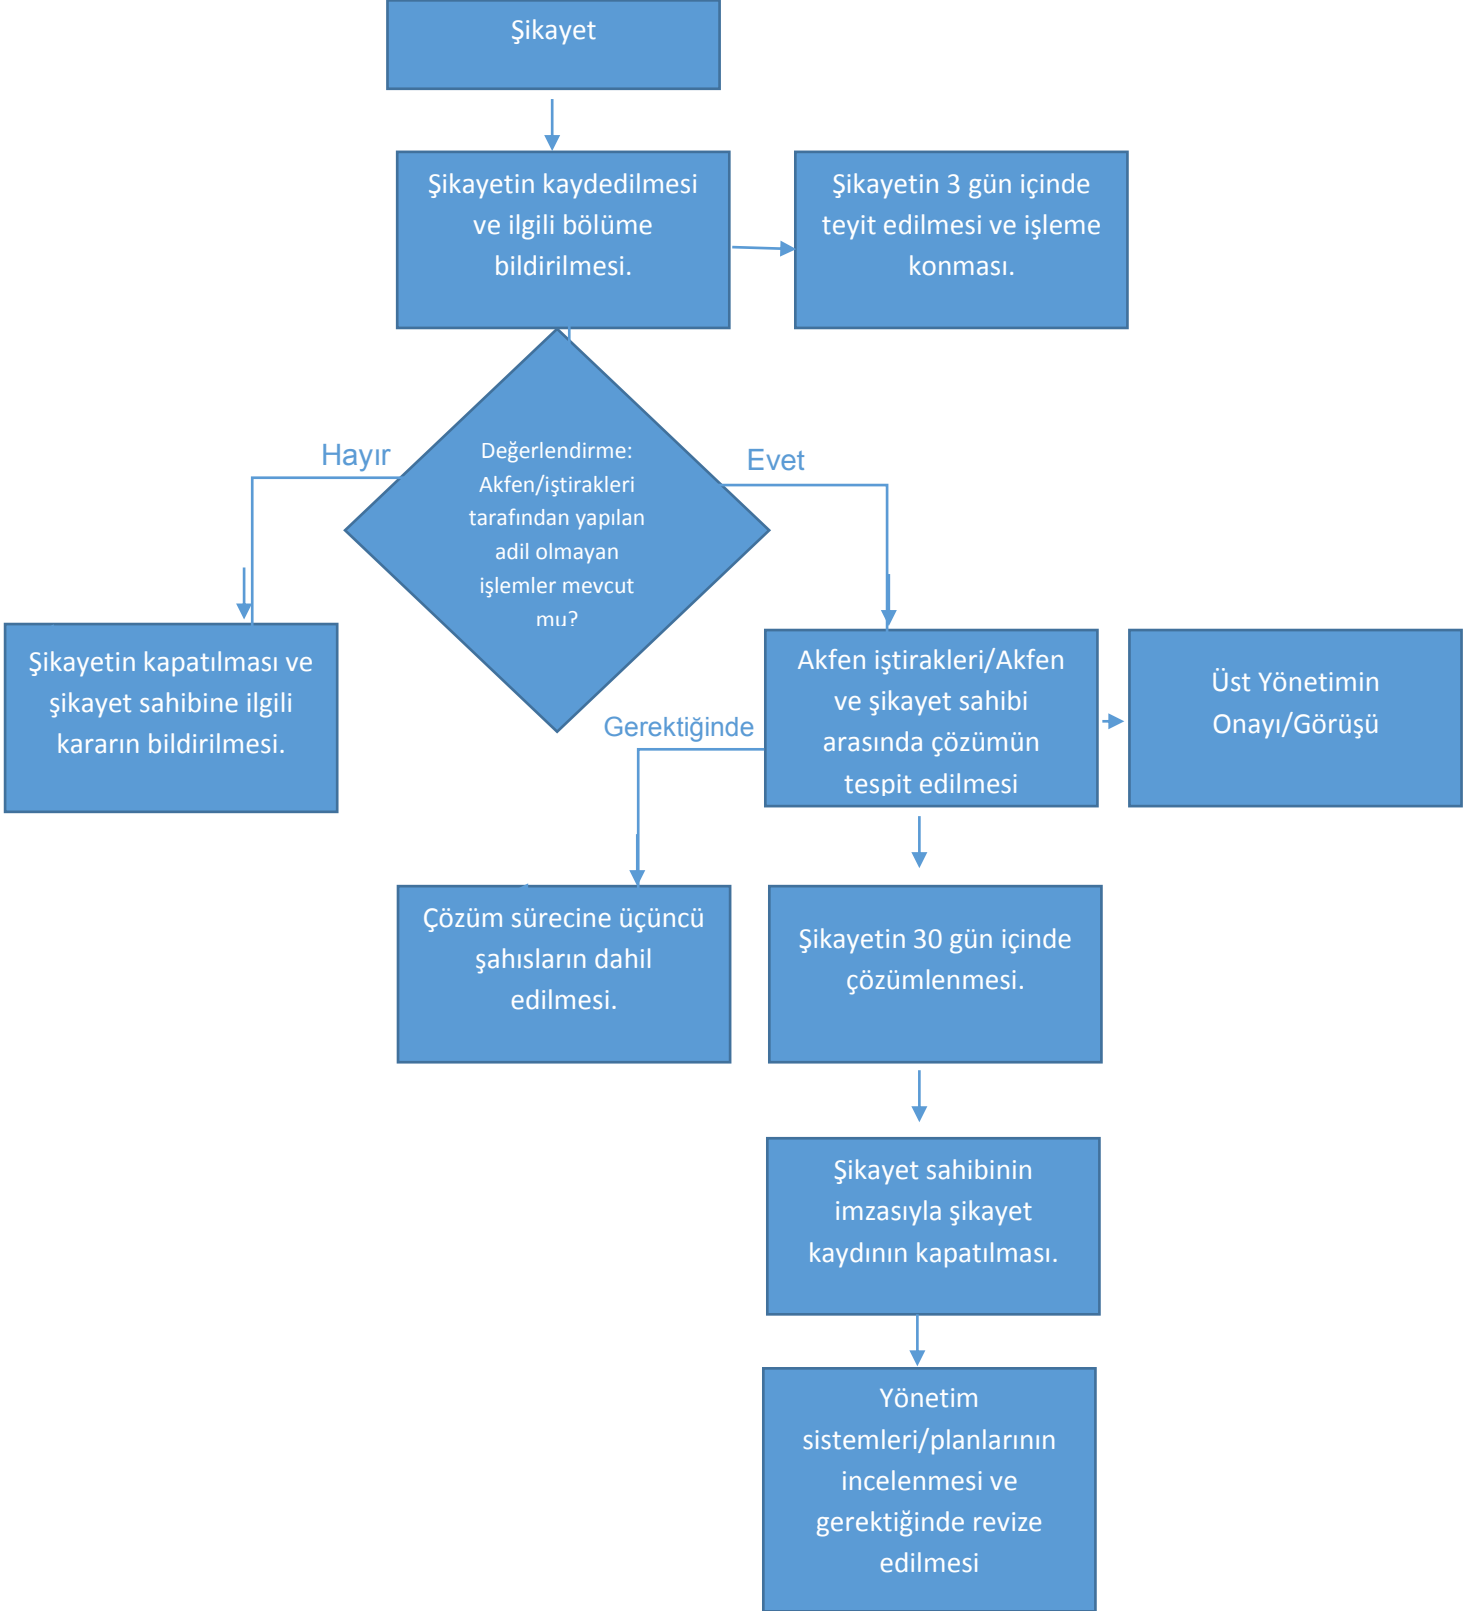 Şikayet
Şikayetin kaydedilmesi
ve ilgili bölüme
bildirilmesi.
Şikayetin 3 gün içinde
teyit edilmesi ve işleme
konması.
Hayır
Değerlendirme:
Akfen/iştirakleri
tarafından yapılan
adil olmayan
işlemler mevcut
mu?
Evet
Şikayetin kapatılması ve
şikayet sahibine ilgili
kararın bildirilmesi.
Akfen iştirakleri/Akfen
ve şikayet sahibi
arasında çözümün
tespit edilmesi
Üst Yönetimin
Onayı/Görüşü
Gerektiğinde
Çözüm sürecine üçüncü
şahısların dahil
edilmesi.
Şikayetin 30 gün içinde
çözümlenmesi.
Şikayet sahibinin
imzasıyla şikayet
kaydının kapatılması.
Yönetim
sistemleri/planlarının
incelenmesi ve
gerektiğinde revize
edilmesi